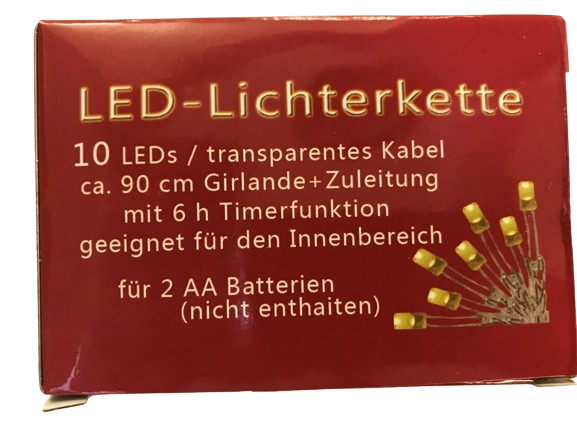 LED-Lichterkette
10 LEDs / transparentes Kabel
ca. 90 cm Girlande+Zuleitung
mit 6 h Timerfunktion
geeignet für den Innenbereich
für 2 AA Batterien
(nicht enthaiten)